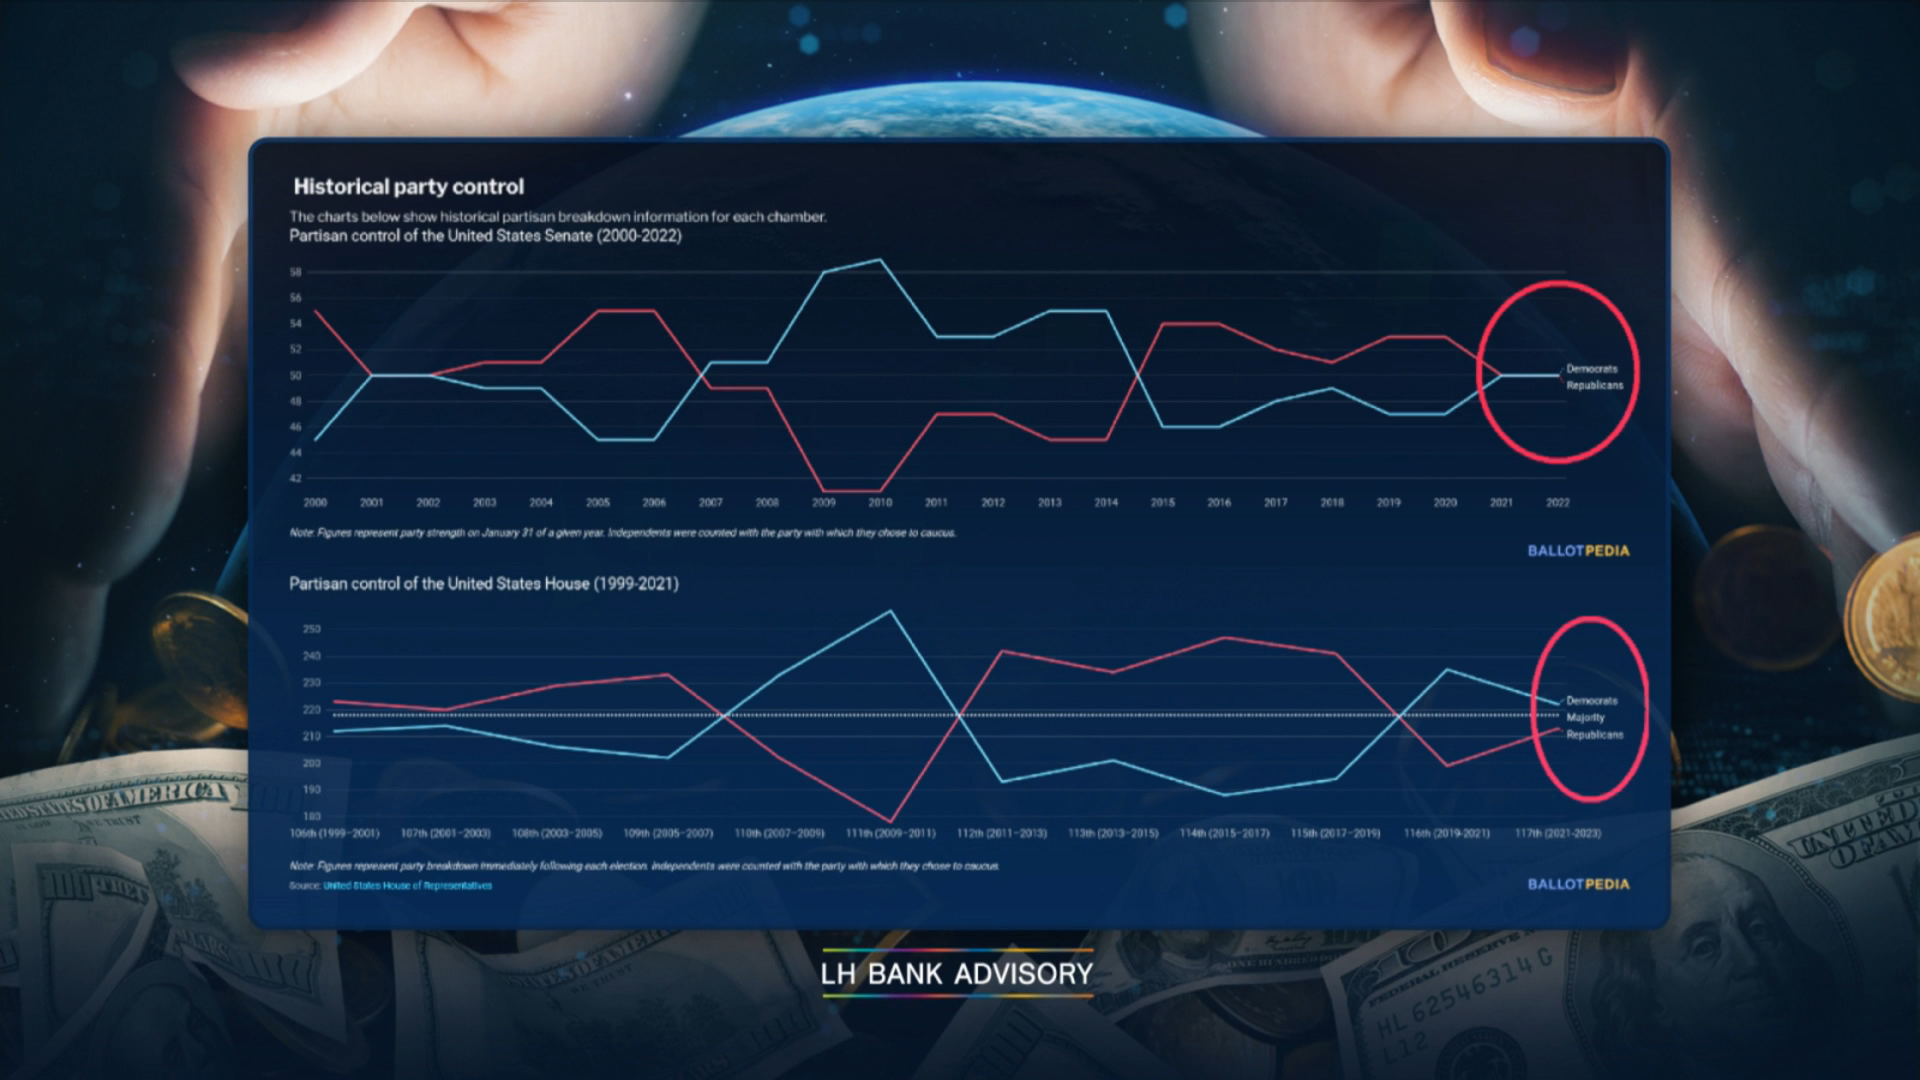 Historical party control
The charts below show historical partisan breakdown information for each chamber.
Partisan control of the United States Senate (2000-2022)
58
56
54
52
50
48
46
44
42
Democrats
Republicans
2000 2001 2002 2003 2004 2005 2006 2007 2008 2009 2010 2011 2012 2013 2014 2015 2016 2017 2018 2019 2020 2021 2022
Note: Figures represent party strength on January 31 of a given year. Independents were counted with the party with which they chose to caucus.
BALLOTPEDIA
Partisan control of the United States House (1999-2021)
250
240
230
220
210
200
190
180
Democrats
Majority
Republicans
106th (1999-2001) 107th (2001-2003) 108th (2003-2005) 109th (2005-2007) 110th (2007-2009) 111th (2009-2011) 112th (2011-2013) 113th (2013-2015) 114th (2015-2017) 115th (2017-2019) 116th (2019-2021) 117th (2021-2023)
Note: Figures represent party breakdown immediately following each election. Independents were counted with the party with which they chose to caucus.
Source: United States House of Representatives
BALLOTPEDIA
LH BANK ADVISORY
FEDERAL RESERVE
HL 62546314 G
L12